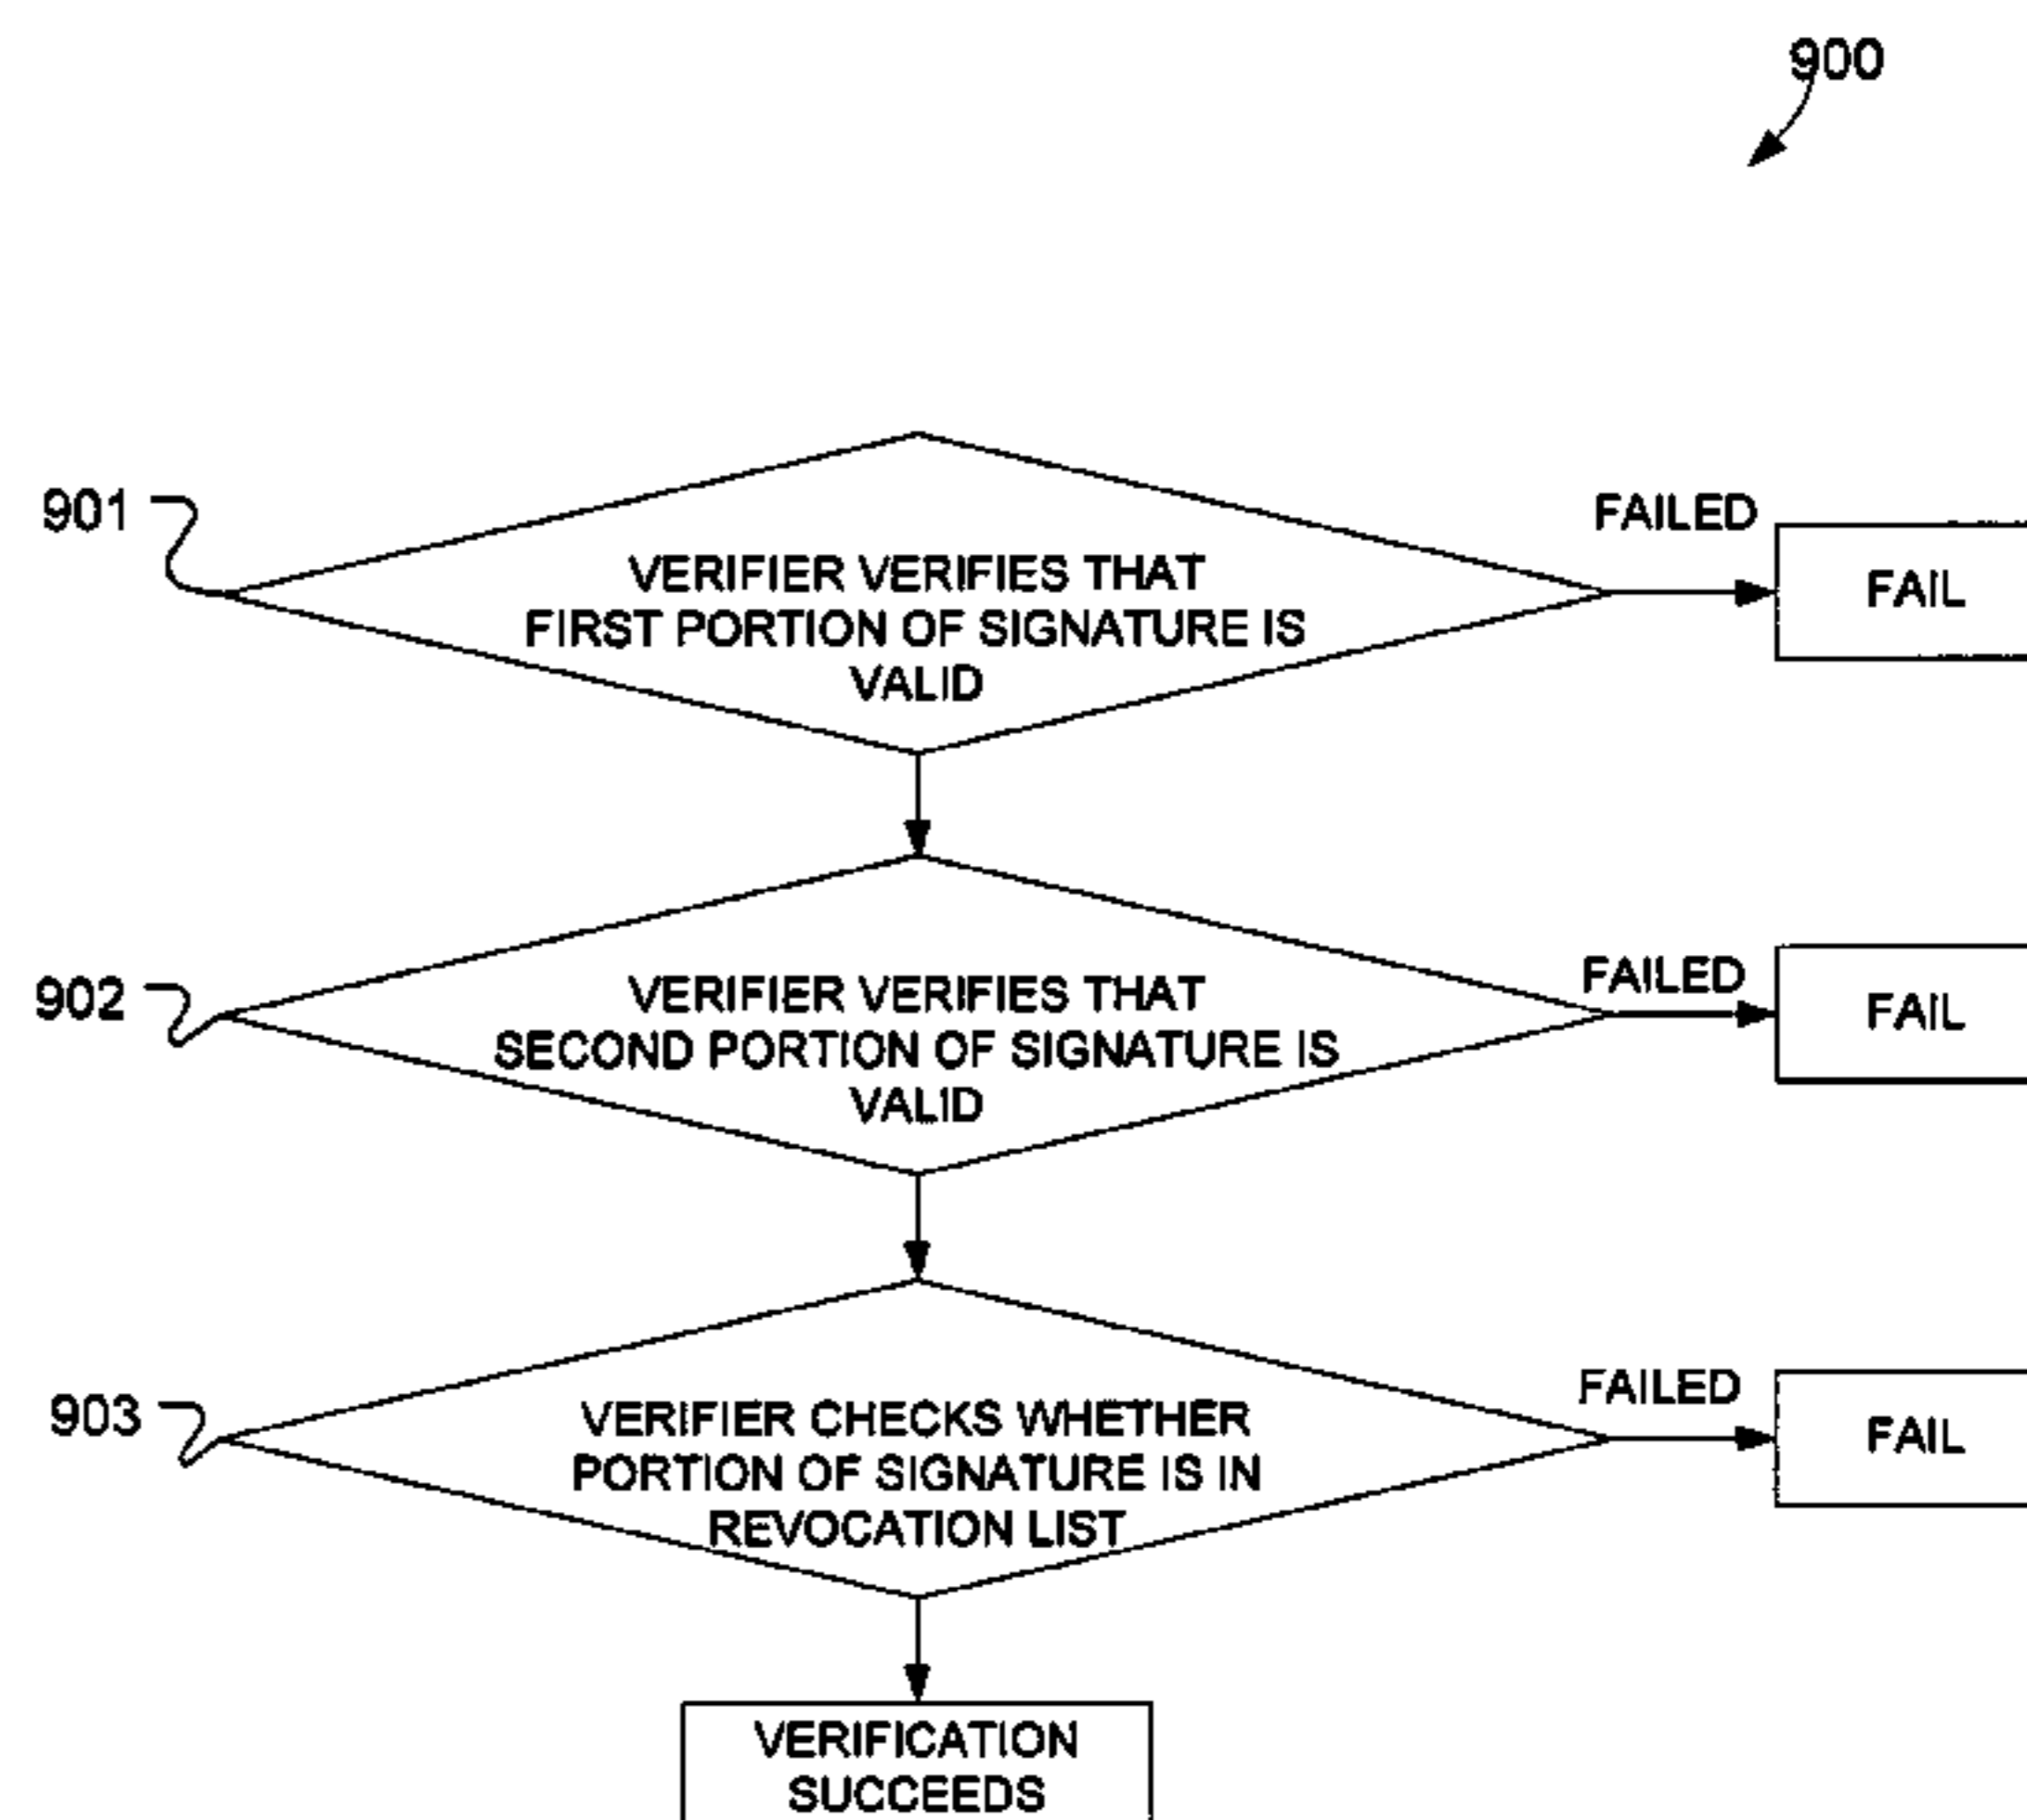 900
901
FAILED
VERIFIER VERIFIES THAT
FIRST PORTION OF SIGNATURE IS
VALID
FAIL
902
FAILED
VERIFIER VERIFIES THAT
SECOND PORTION OF SIGNATURE IS
VALID
FAIL
903
FAILED
VERIFIER CHECKS WHETHER
PORTION OF SIGNATURE IS IN
REVOCATION LIST
FAIL
VERIFICATION
SUCCEEDS